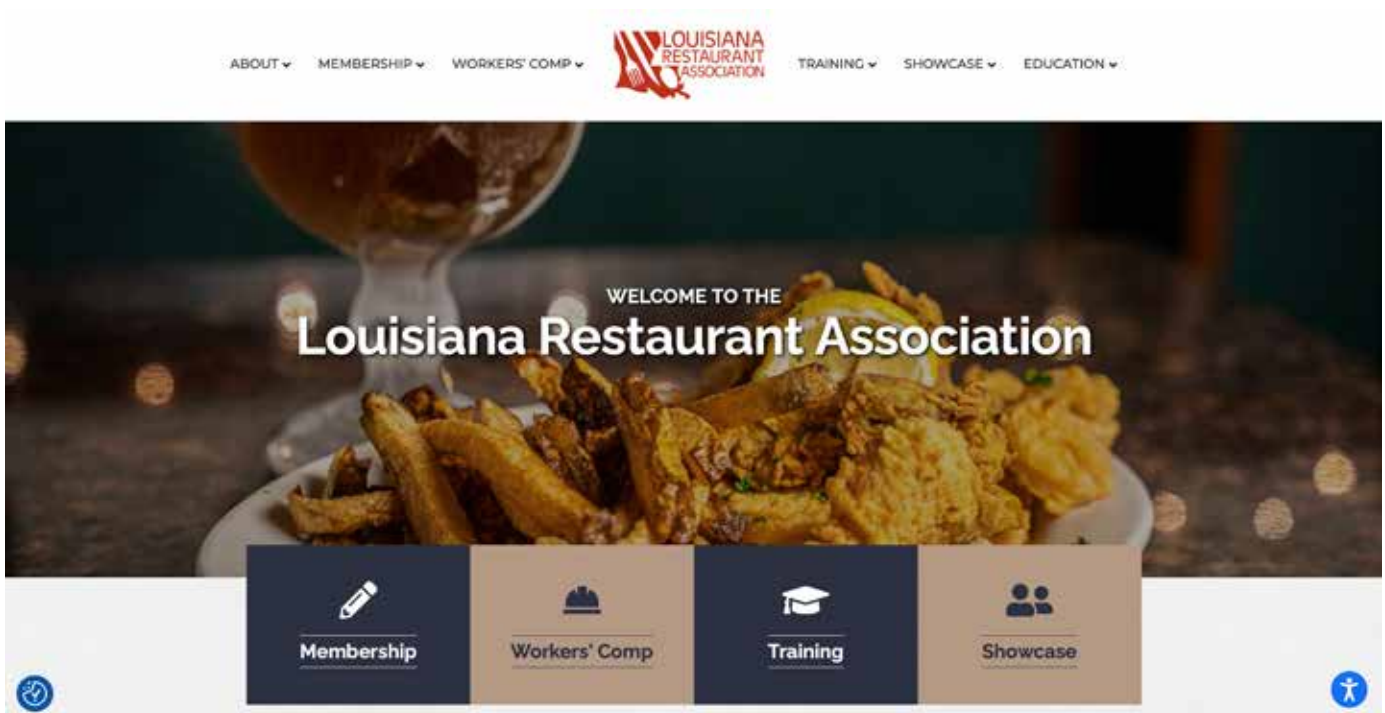 ABOUT MEMBERSHIP WORKERS' COMP
LOUISIANA
RESTAURANT
ASSOCIATION
TRAINING SHOWCASE EDUCATION
WELCOME TO THE
Louisiana Restaurant Association
Membership
Workers' Comp
Training
Showcase